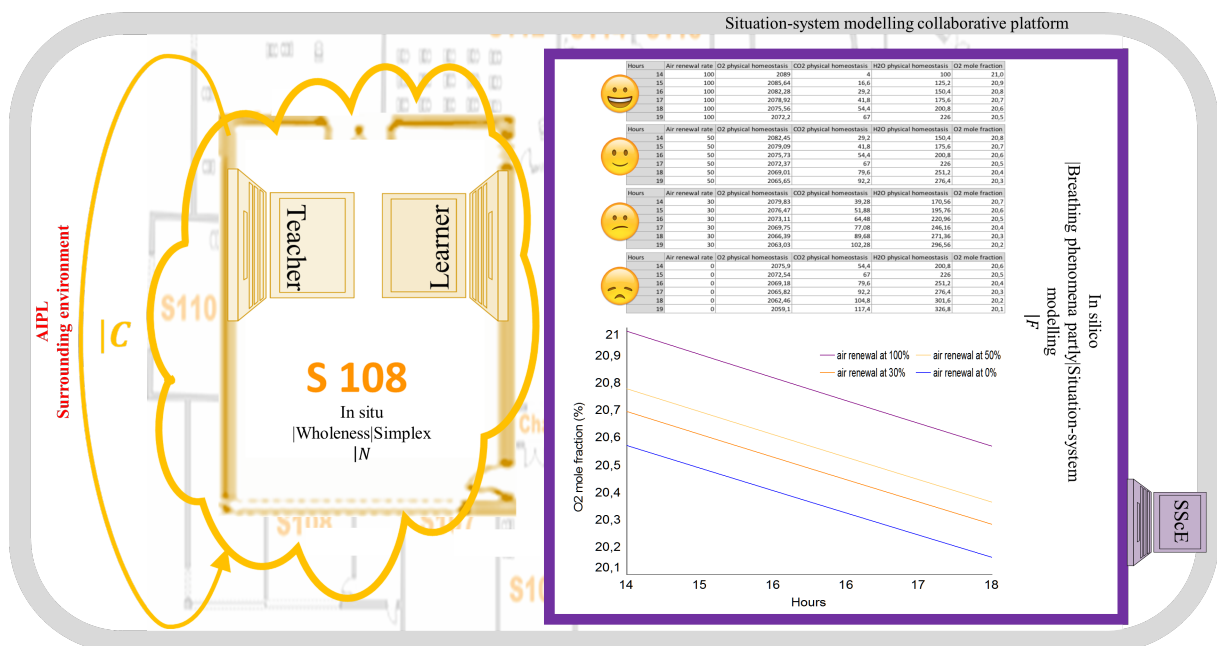 Situation-system modelling collaborative platform
AIPL
Surrounding environment
|C
S110
Teacher
Learner
S 108
In situ
|Wholeness|Simplex
|N
Hours Air renewal rate O2 physical homeostasis CO2 physical homeostasis H2O physical homeostasis O2 mole fraction
14 100 2089 4 100 21,0
15 100 2085,64 16,6 125,2 20,9
16 100 2082,28 29,2 150,4 20,8
17 100 2078,92 41,8 175,6 20,7
18 100 2075,56 54,4 200,8 20,6
19 100 2072,2 67 226 20,5
Hours Air renewal rate O2 physical homeostasis CO2 physical homeostasis H2O physical homeostasis O2 mole fraction
14 50 2082,45 29,2 150,4 20,8
15 50 2079,09 41,8 175,6 20,7
16 50 2075,73 54,4 200,8 20,6
17 50 2072,37 67 226 20,5
18 50 2069,01 79,6 251,2 20,4
19 50 2065,65 92,2 276,4 20,3
Hours Air renewal rate O2 physical homeostasis CO2 physical homeostasis H2O physical homeostasis O2 mole fraction
14 30 2079,83 39,28 170,56 20,7
15 30 2076,47 51,88 195,76 20,6
16 30 2073,11 64,48 220,96 20,5
17 30 2069,75 77,08 246,16 20,4
18 30 2066,39 89,68 271,36 20,3
19 30 2063,03 102,28 296,56 20,2
Hours Air renewal rate O2 physical homeostasis CO2 physical homeostasis H2O physical homeostasis O2 mole fraction
14 0 2075,9 54,4 200,8 20,6
15 0 2072,54 67 226 20,5
16 0 2069,18 79,6 251,2 20,4
17 0 2065,82 92,2 276,4 20,3
18 0 2062,46 104,8 301,6 20,2
19 0 2059,1 117,4 326,8 20,1
21
20,9
20,8
20,7
20,6
20,5
20,4
20,3
20,2
20,1
O2 mole fraction (%)
air renewal at 100% air renewal at 50%
air renewal at 30% air renewal at 0%
14 15 16 16 17 18
Hours
In silico
|Breathing phenomena partly|Situation-system
modelling
|F
SScE